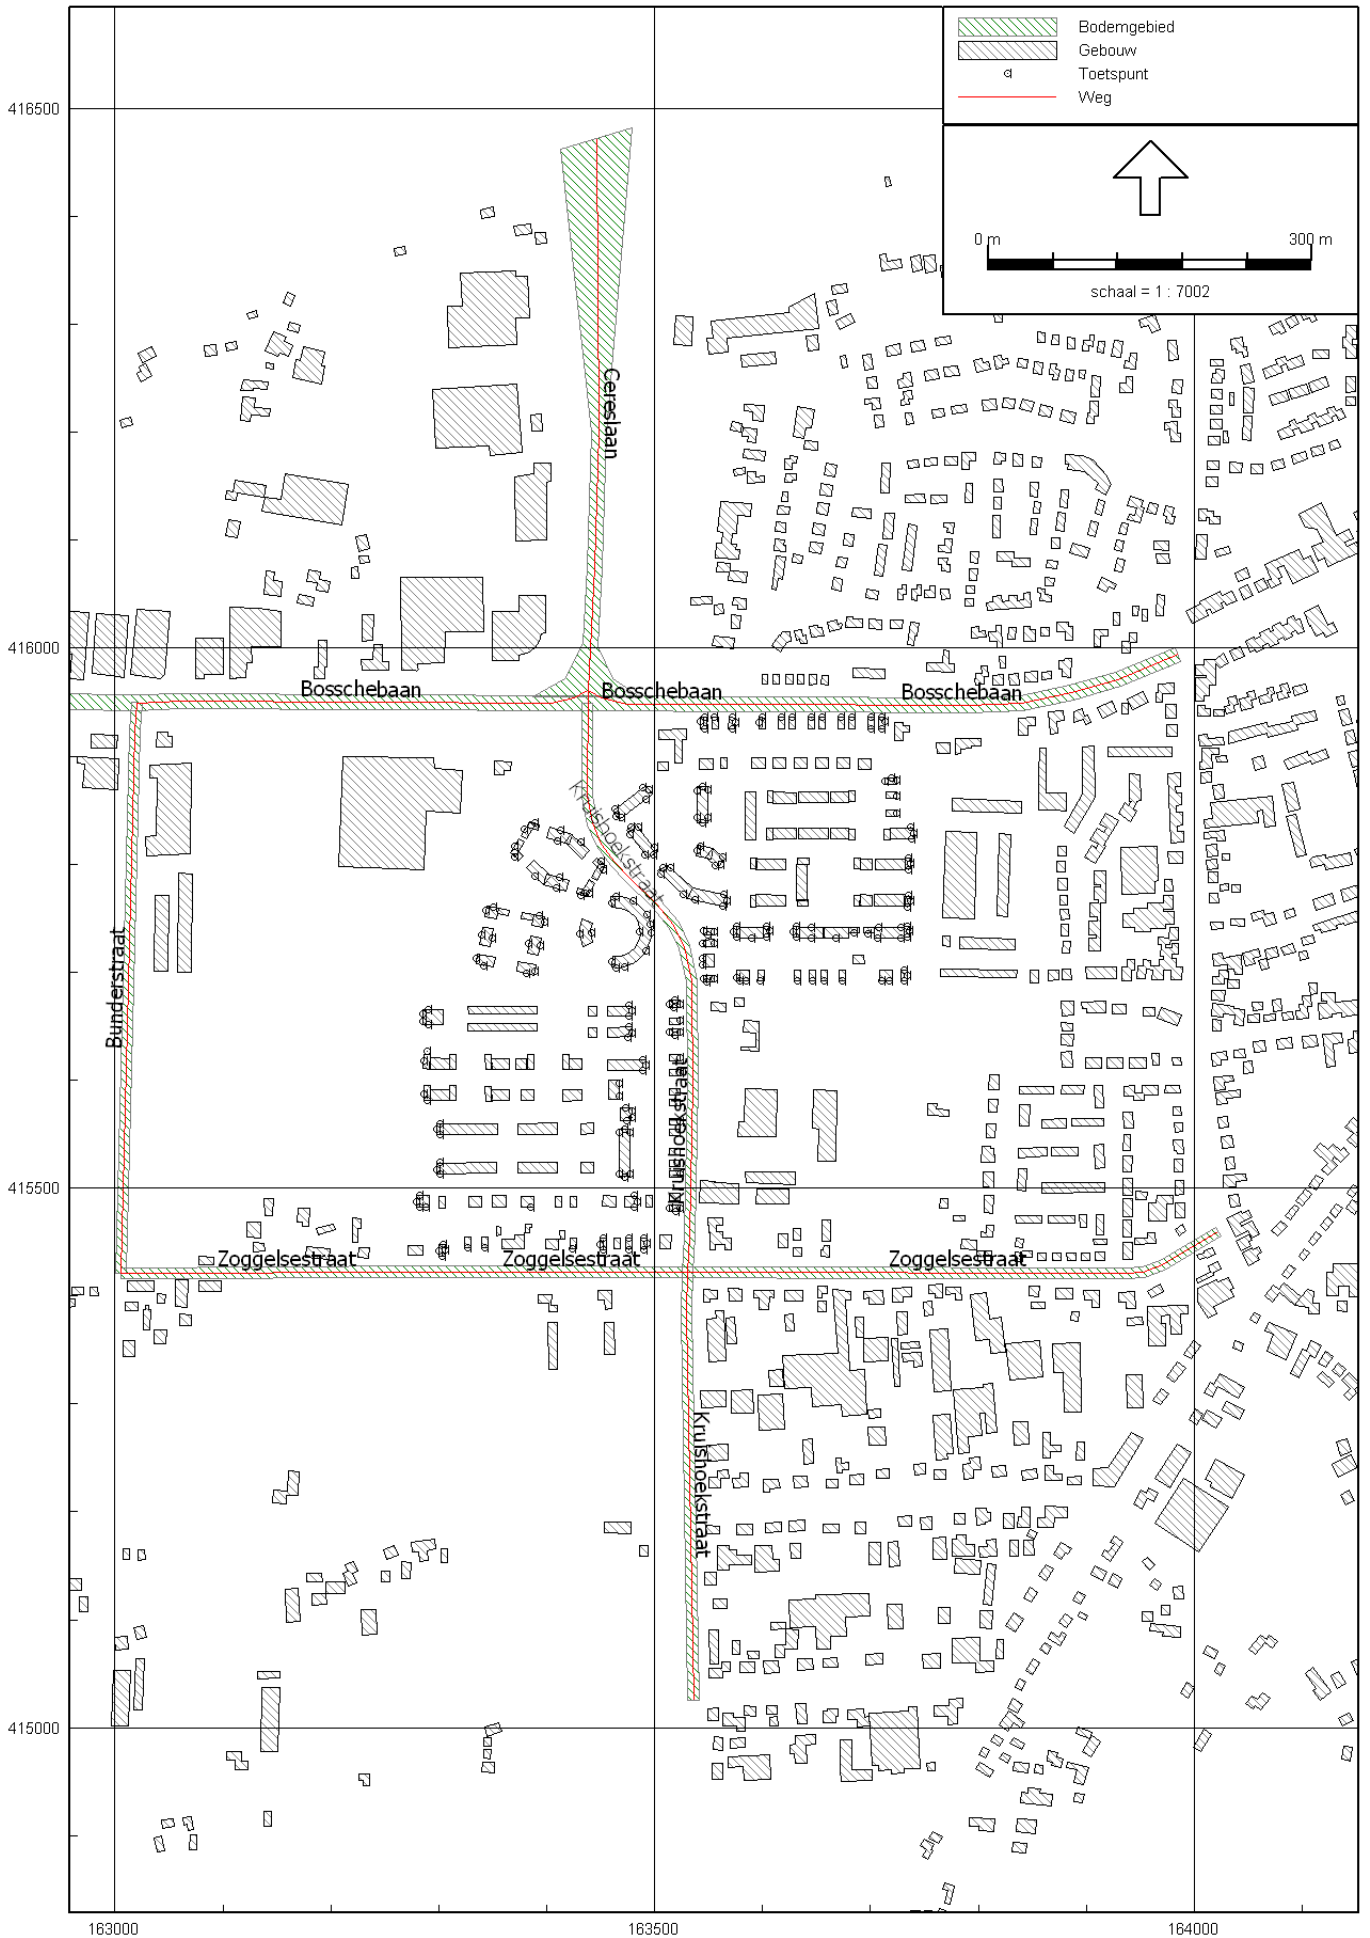 Bodemgebied
Gebouw
Toetspunt
Weg
416500
0 m 300 m
schaal = 1 : 7002
Cereslaan
416000
Bosschebaan Bosschebaan Bosschebaan
Kruishoekstraat
Bunderstraat
Kruishoekstraat
415500
Zoggelsestraat Zoggelsestraat Zoggelsestraat
Kruishoekstraat
415000
163000 163500 164000